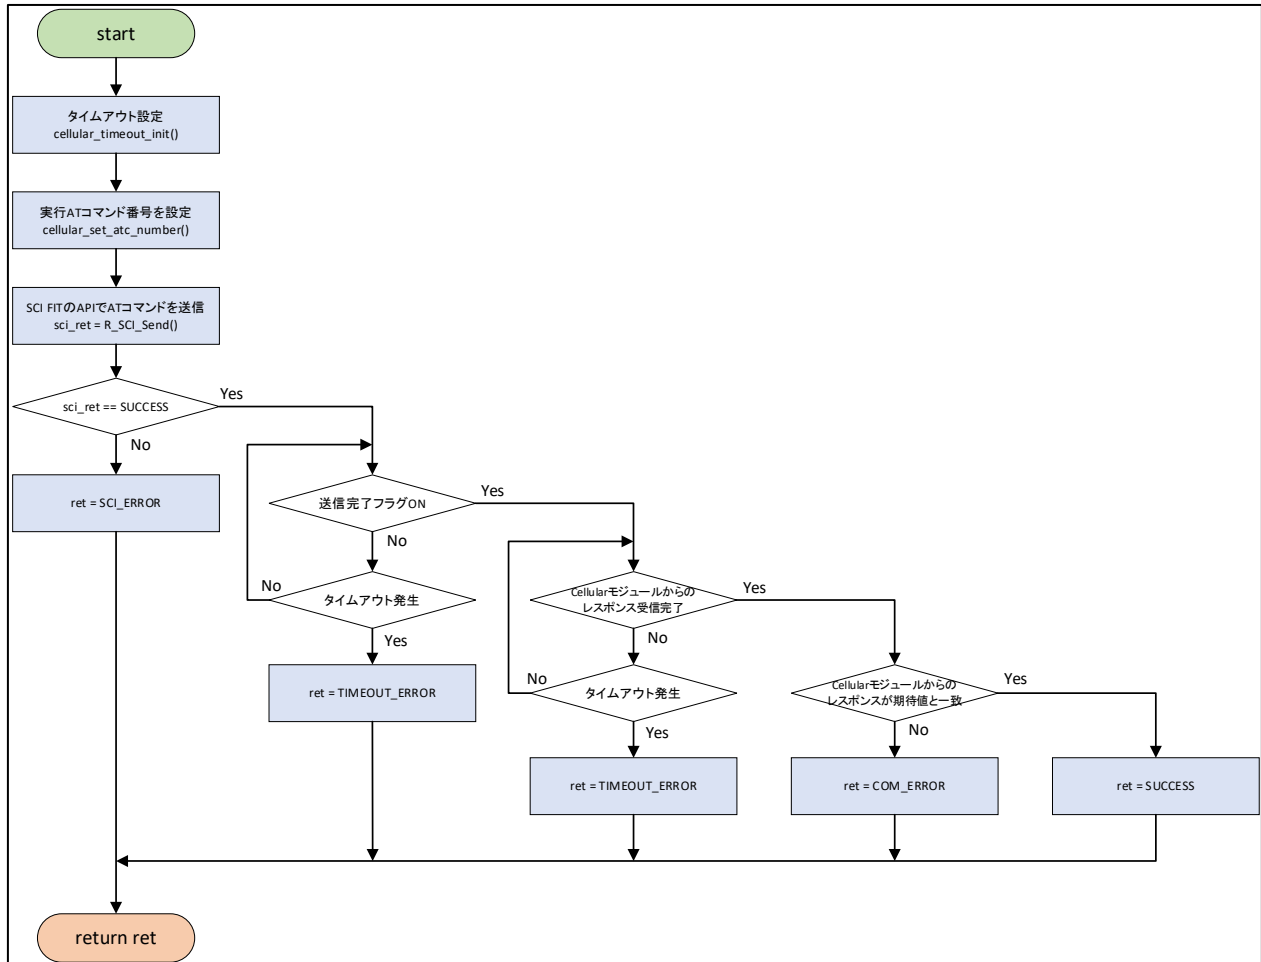 start
タイムアウト設定
cellular_timeout_init()
実行ATコマンド番号を設定
cellular_set_atc_number()
SCI FITのAPIでATコマンドを送信
sci_ret = R_SCI_Send()
sci_ret == SUCCESS
Yes
No
ret = SCI_ERROR
送信完了フラグON
Yes
No
タイムアウト発生
No
Yes
ret = TIMEOUT_ERROR
Cellularモジュールからの
レスポンス受信完了
Yes
No
タイムアウト発生
No
Yes
ret = TIMEOUT_ERROR
Cellularモジュールからの
レスポンスが期待値と一致
Yes
No
ret = COM_ERROR
ret = SUCCESS
return ret